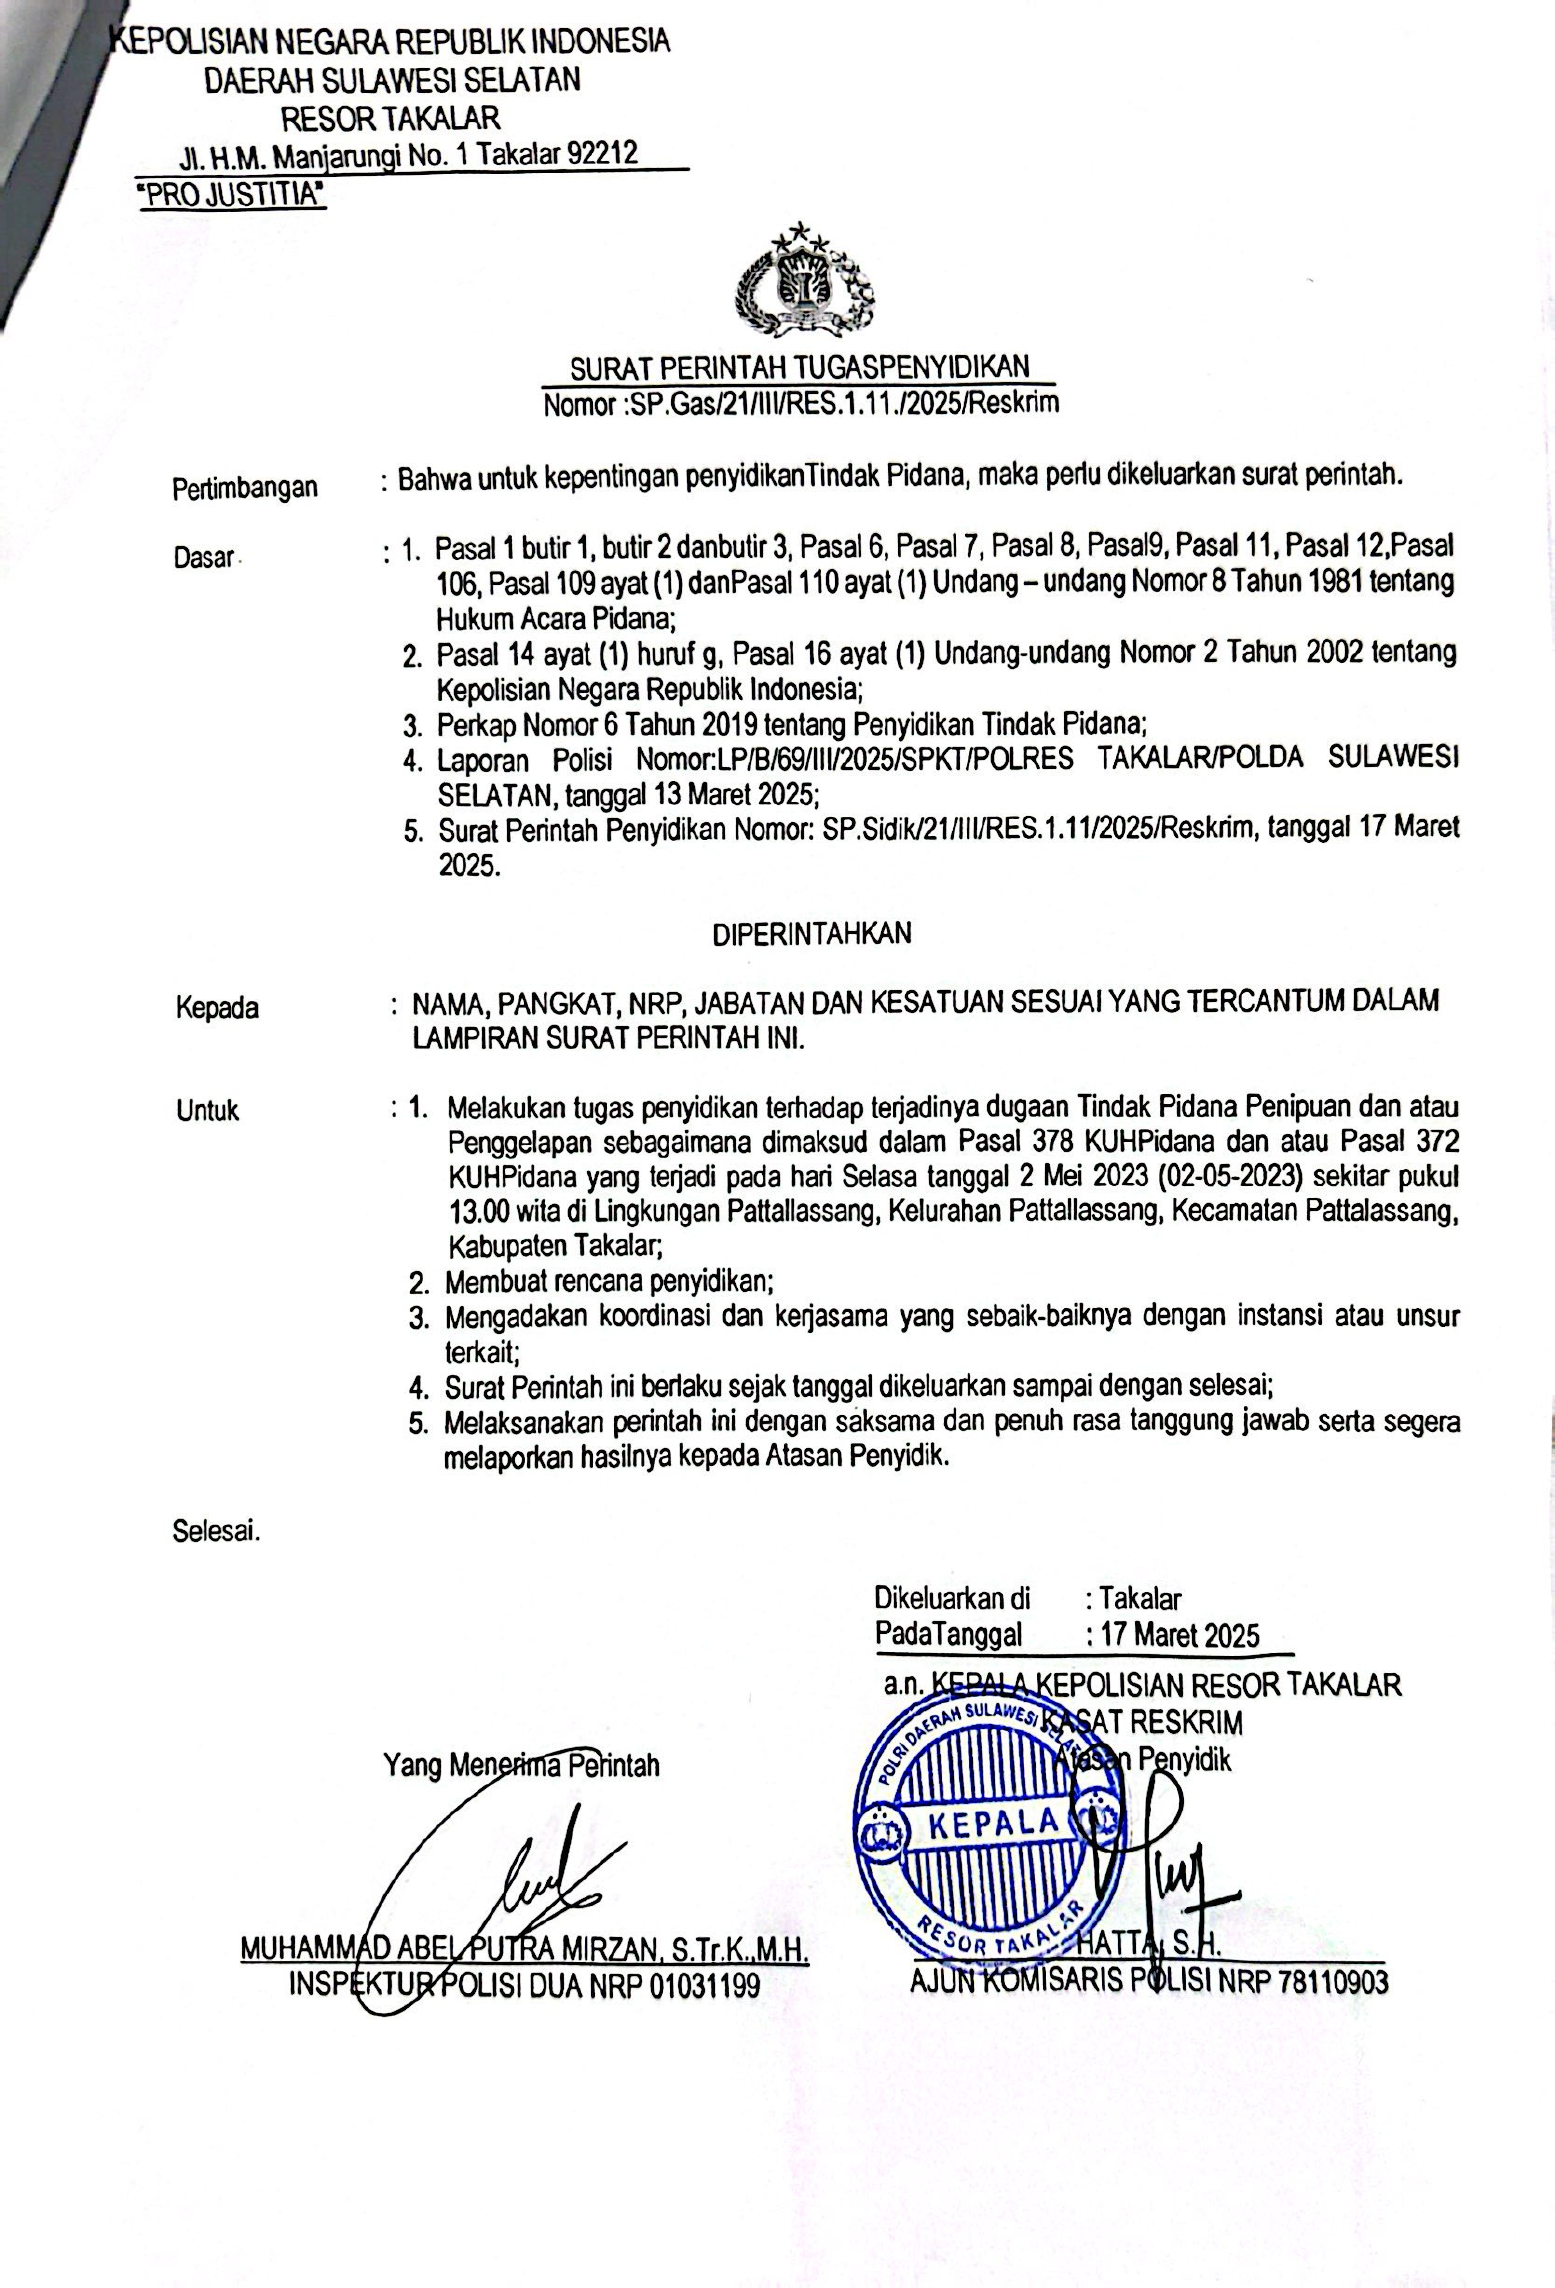 KEPOLISIAN NEGARA REPUBLIK INDONESIA
DAERAH SULAWESI SELATAN
RESOR TAKALAR
Jl. H.M. Manjarungi No. 1 Takalar 92212
"PRO JUSTITIA"
SURAT PERINTAH TUGASPENYIDIKAN
Nomor :SP.Gas/21/III/RES.1.11./2025/Reskrim
Pertimbangan : Bahwa untuk kepentingan penyidikanTindak Pidana, maka perlu dikeluarkan surat perintah.
Dasar : 1. Pasal 1 butir 1, butir 2 danbutir 3, Pasal 6, Pasal 7, Pasal 8, Pasal9, Pasal 11, Pasal 12,Pasal
106, Pasal 109 ayat (1) danPasal 110 ayat (1) Undang – undang Nomor 8 Tahun 1981 tentang
Hukum Acara Pidana;
2. Pasal 14 ayat (1) huruf g, Pasal 16 ayat (1) Undang-undang Nomor 2 Tahun 2002 tentang
Kepolisian Negara Republik Indonesia;
3. Perkap Nomor 6 Tahun 2019 tentang Penyidikan Tindak Pidana;
4. Laporan Polisi Nomor:LP/B/69/III/2025/SPKT/POLRES TAKALAR/POLDA SULAWESI
SELATAN, tanggal 13 Maret 2025;
5. Surat Perintah Penyidikan Nomor: SP.Sidik/21/III/RES.1.11/2025/Reskrim, tanggal 17 Maret
2025.
DIPERINTAHKAN
Kepada : NAMA, PANGKAT, NRP, JABATAN DAN KESATUAN SESUAI YANG TERCANTUM DALAM
LAMPIRAN SURAT PERINTAH INI.
Untuk : 1. Melakukan tugas penyidikan terhadap terjadinya dugaan Tindak Pidana Penipuan dan atau
Penggelapan sebagaimana dimaksud dalam Pasal 378 KUHPidana dan atau Pasal 372
KUHPidana yang terjadi pada hari Selasa tanggal 2 Mei 2023 (02-05-2023) sekitar pukul
13.00 wita di Lingkungan Pattallassang, Kelurahan Pattallassang, Kecamatan Pattalassang,
Kabupaten Takalar;
2. Membuat rencana penyidikan;
3. Mengadakan koordinasi dan kerjasama yang sebaik-baiknya dengan instansi atau unsur
terkait;
4. Surat Perintah ini berlaku sejak tanggal dikeluarkan sampai dengan selesai;
5. Melaksanakan perintah ini dengan saksama dan penuh rasa tanggung jawab serta segera
melaporkan hasilnya kepada Atasan Penyidik.
Selesai.
Dikeluarkan di : Takalar
PadaTanggal : 17 Maret 2025
a.n. KEPALA KEPOLISIAN RESOR TAKALAR
KASAT RESKRIM
Atasan Penyidik
Yang Menerima Perintah
POLRI DAERAH SULAWESI SELATAN
KEPALA
RESOR TAKALAR
MUHAMMAD ABEL PUTRA MIRZAN, S.Tr.K.,M.H.
INSPEKTUR POLISI DUA NRP 01031199
HATTA, S.H.
AJUN KOMISARIS POLISI NRP 78110903